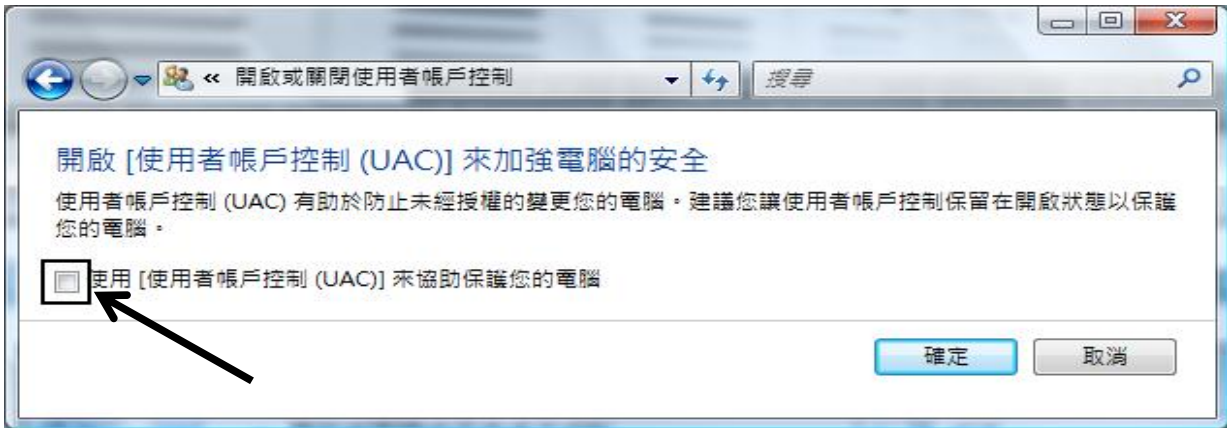 « 開啟或關閉使用者帳戶控制
搜尋
開啟 [使用者帳戶控制 (UAC)] 來加強電腦的安全
使用者帳戶控制 (UAC) 有助於防止未經授權的變更您的電腦。建議您讓使用者帳戶控制保留在開啟狀態以保護
您的電腦。
使用 [使用者帳戶控制 (UAC)] 來協助保護您的電腦
確定
取消